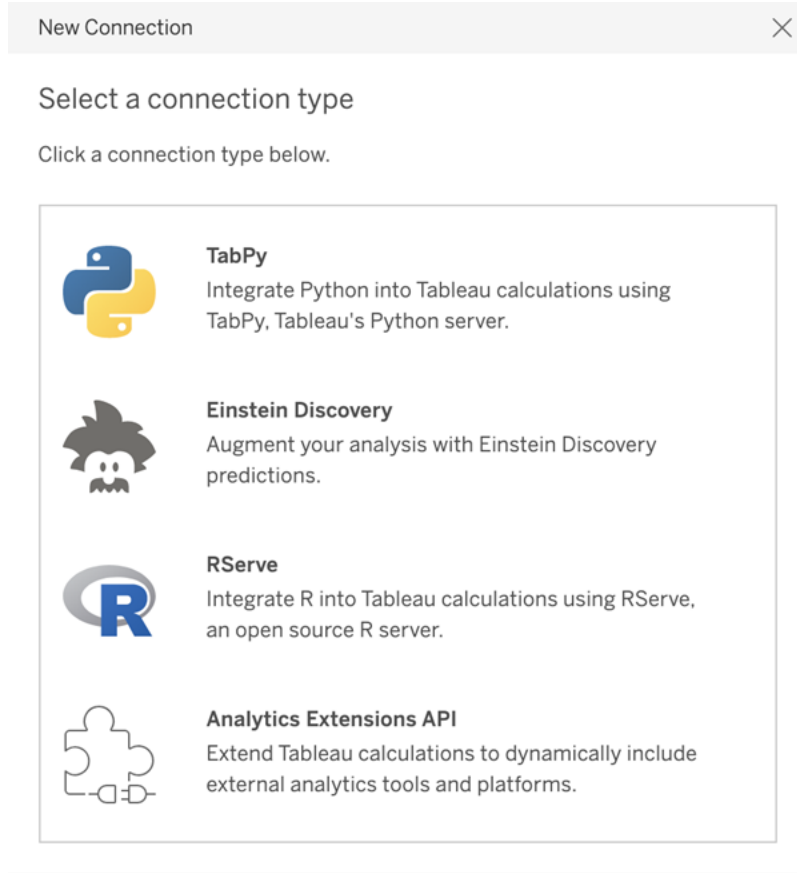 New Connection
Select a connection type
Click a connection type below.
TabPy
Integrate Python into Tableau calculations using
TabPy, Tableau's Python server.
Einstein Discovery
Augment your analysis with Einstein Discovery
predictions.
R
RServe
Integrate R into Tableau calculations using RServe,
an open source R server.
Analytics Extensions API
Extend Tableau calculations to dynamically include
external analytics tools and platforms.